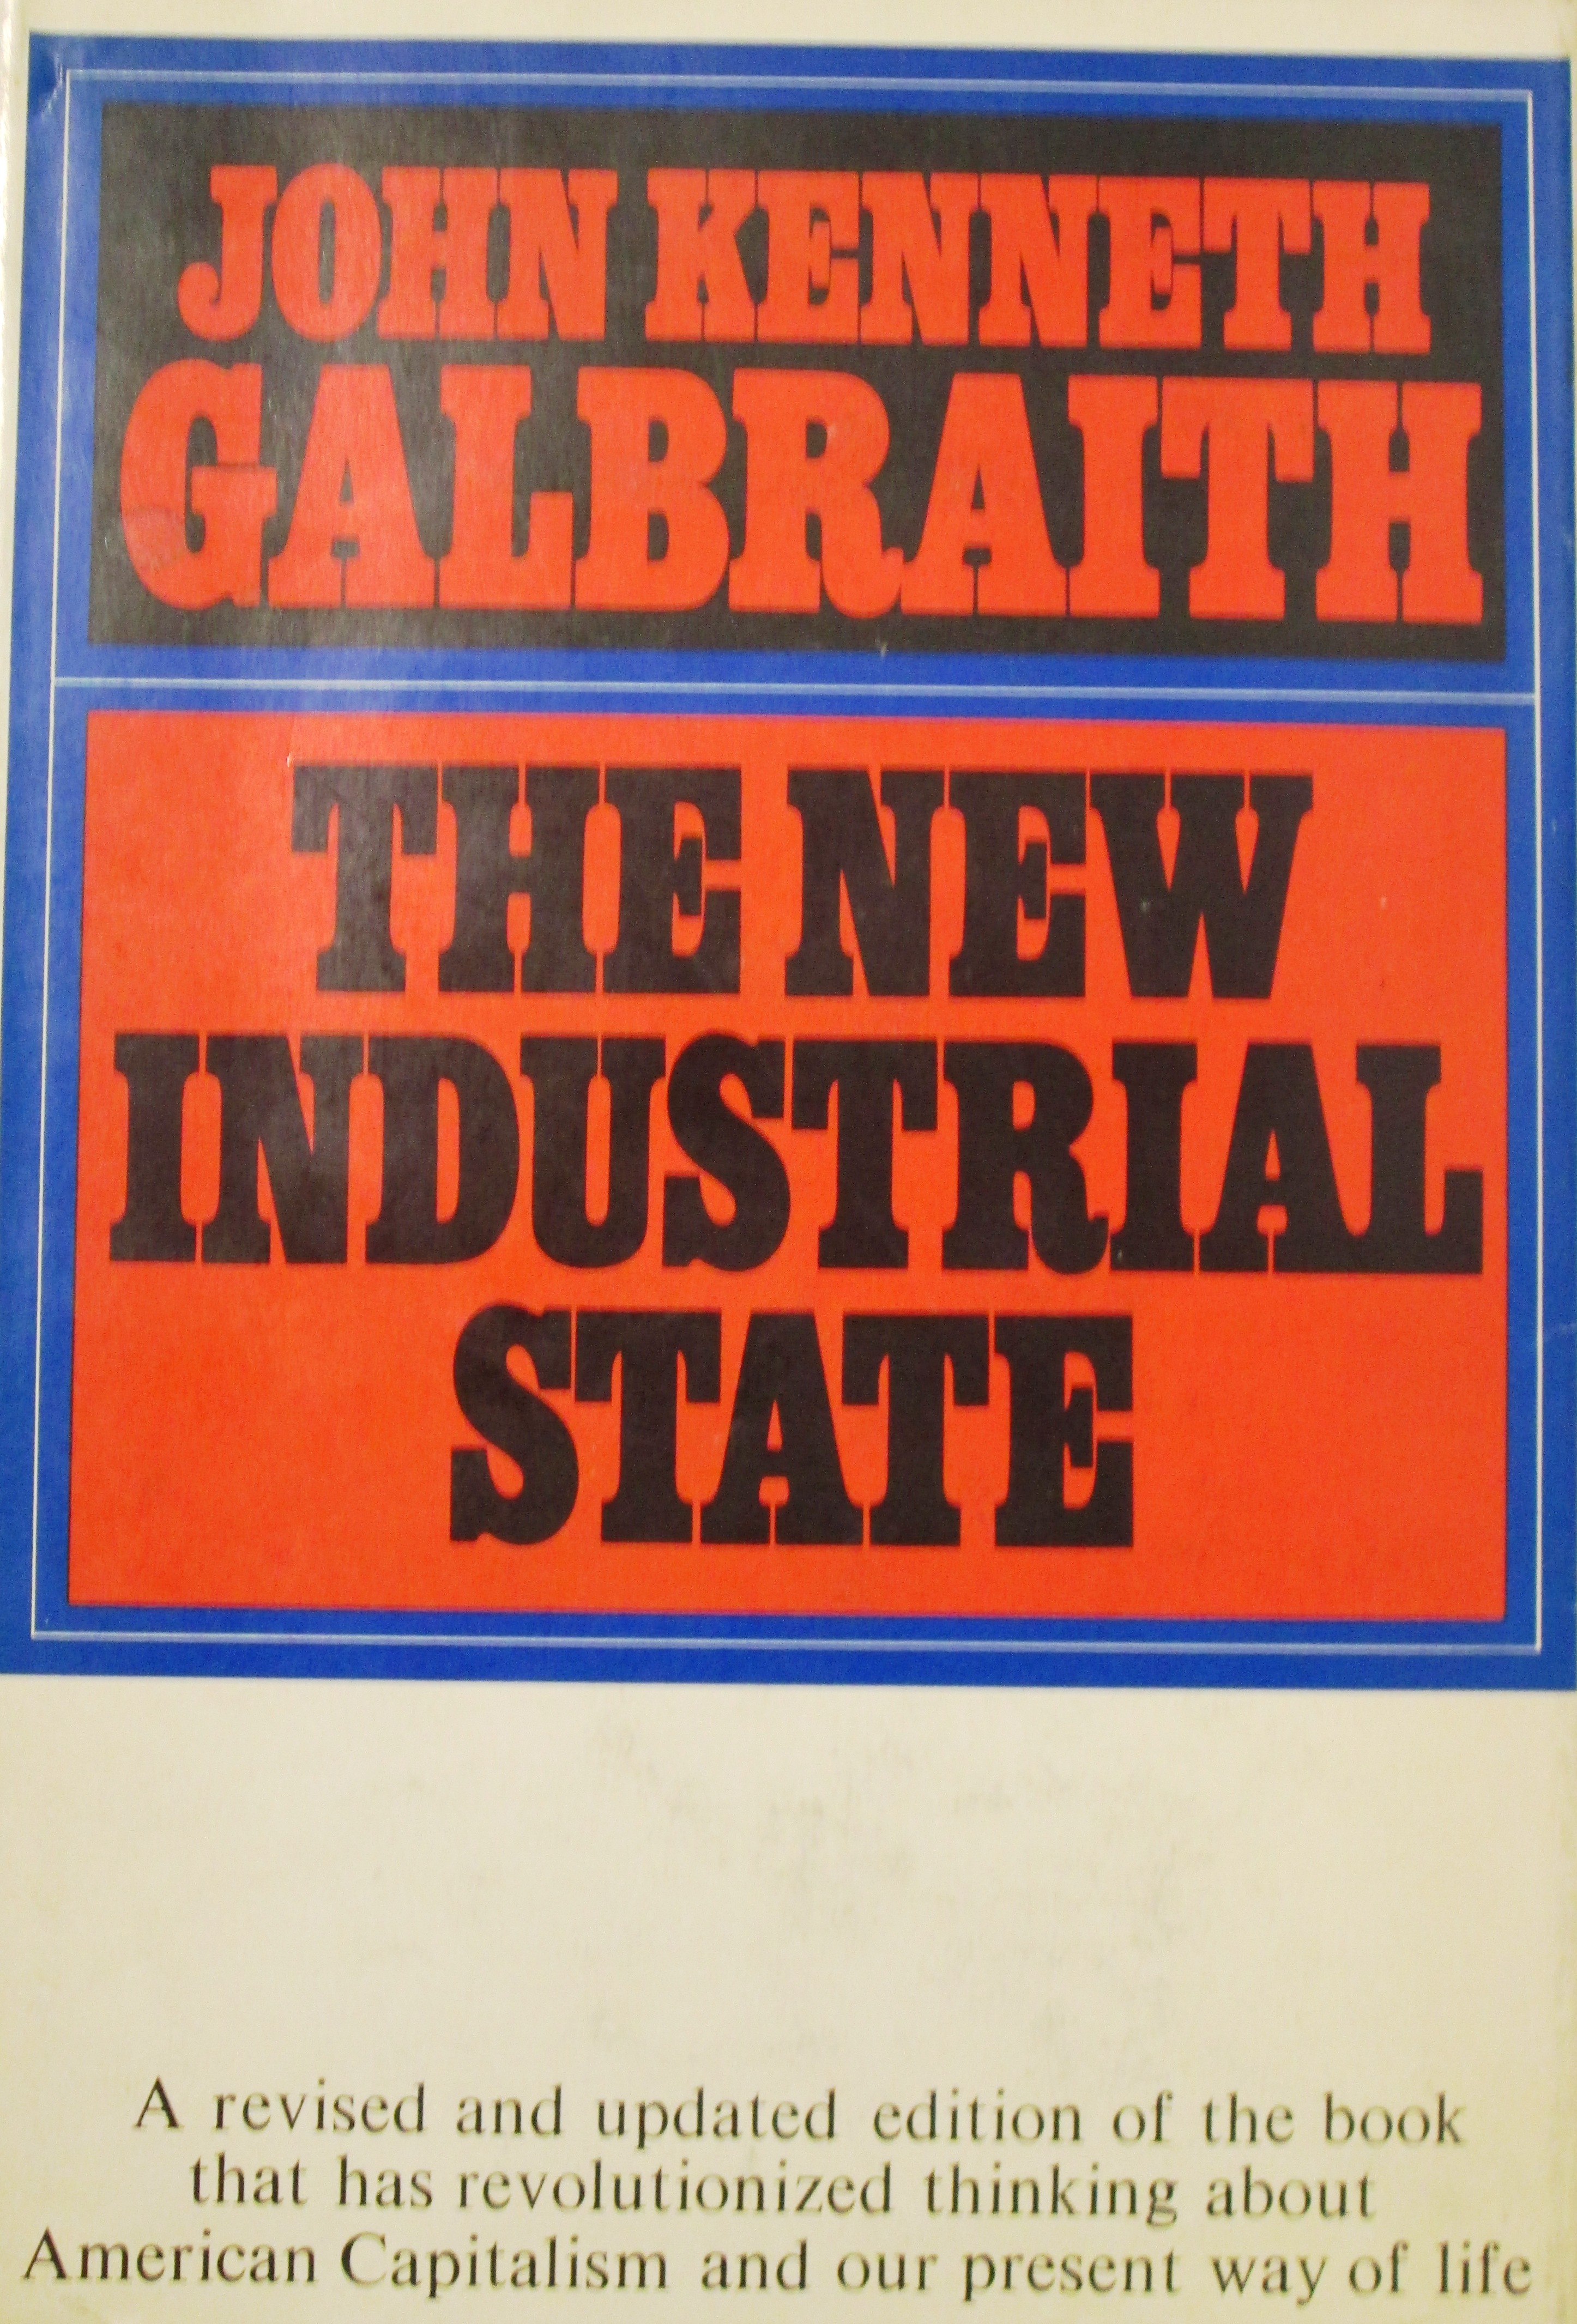 JOHN KENNETH
GALBRAITH
THE NEW
INDUSTRIAL
STATE
A revised and updated edition of the book
that has revolutionized thinking about
American Capitalism and our present way of life